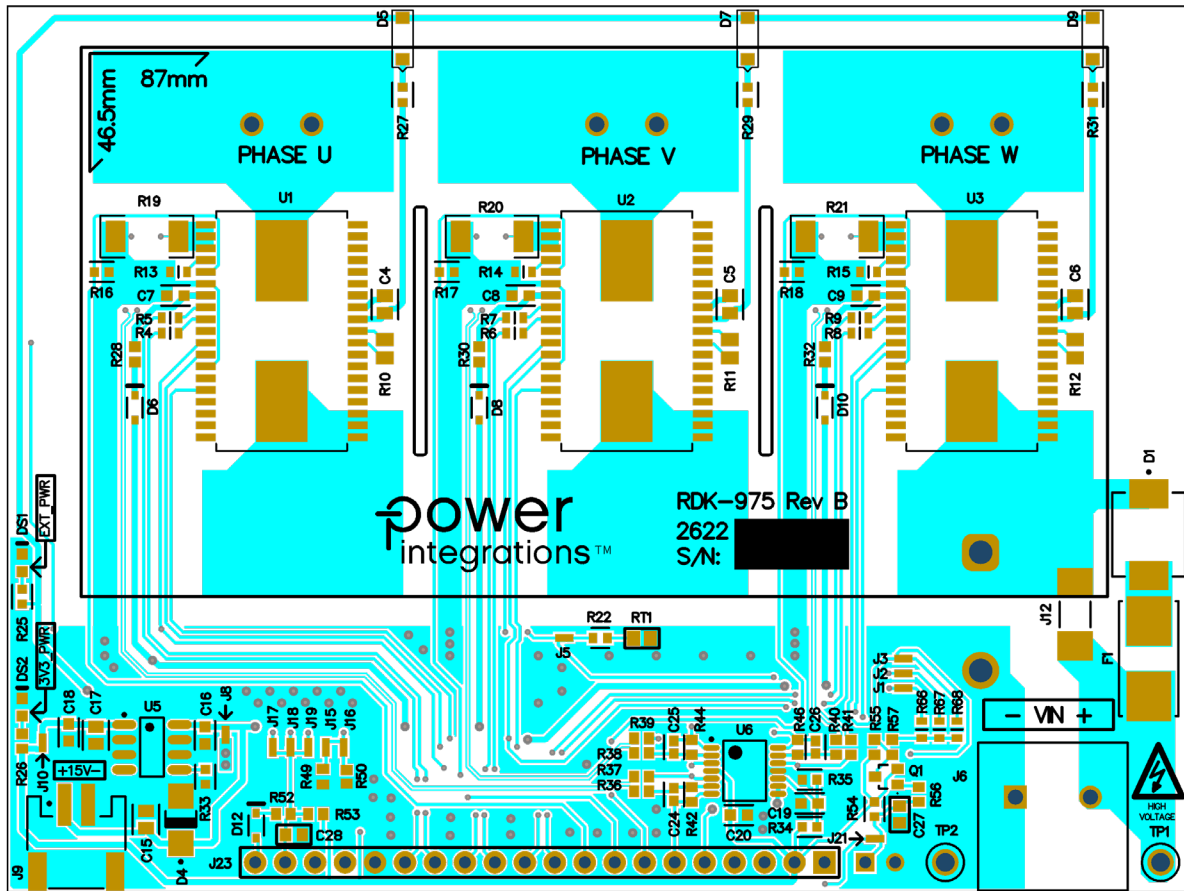 D5
D7
D9
87mm
46.5mm
R27
R29
R31
PHASE U
PHASE V
PHASE W
R19
U1
R20
U2
R21
U3
R16
R13
C4
R17
R14
C5
R18
R15
C6
C7
C8
C9
R5
R4
R7
R6
R9
R8
R28
R10
R30
R11
R32
R12
D6
D8
D10
D1
power
integrations™
RDK-975 Rev B
2622
S/N:
DS1
EXT_PWR
R25
DS2
3V3_PWR
R22
RT1
J5
J12
F1
J3
J2
J1
C18
C17
U5
C16
J8
J17
J18
J19
J15
J16
R39
C25
R44
U6
R46
C26
R40
R41
R55
R57
R66
R67
R68
- VIN +
R26
J10
+15V-
R38
R37
R36
R49
R50
R35
Q1
R56
J6
R33
C15
D4
D12
R52
R53
C28
C24
R42
C20
C19
R34
R54
C27
J21
HIGH
VOLTAGE
J9
J23
TP2
TP1